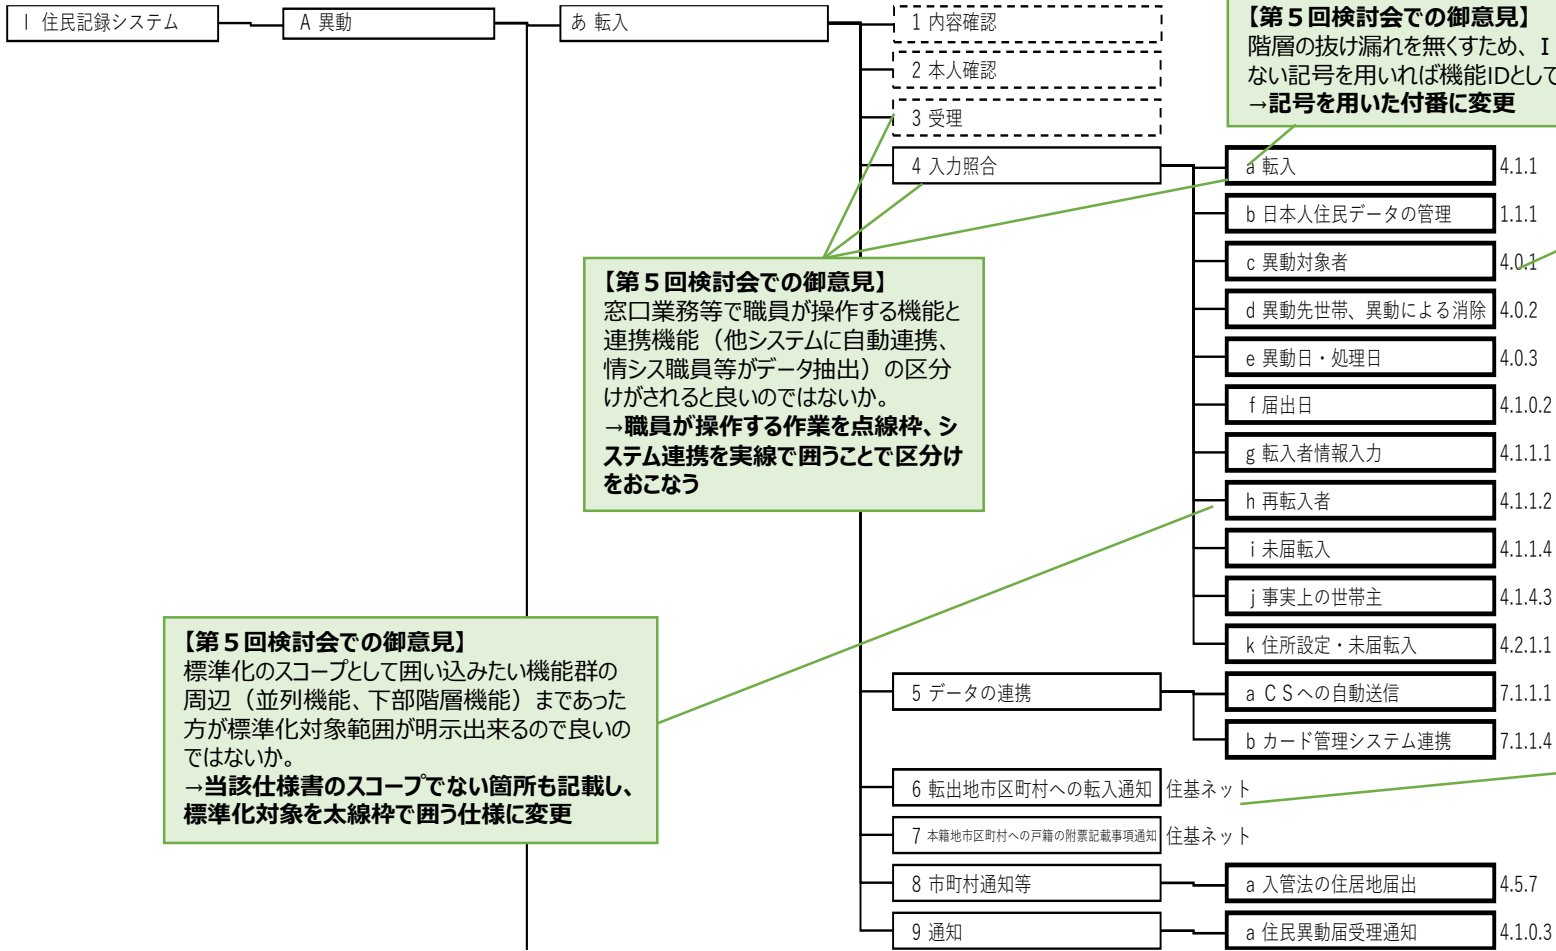 Ⅰ 住民記録システム
A 異動
あ 転入
1 内容確認
2 本人確認
3 受理
4 入力照合
a 転入 4.1.1
b 日本人住民データの管理 1.1.1
c 異動対象者 4.0.1
d 異動先世帯、異動による消除 4.0.2
e 異動日・処理日 4.0.3
f 届出日 4.1.0.2
g 転入者情報入力 4.1.1.1
h 再転入者 4.1.1.2
i 未届転入 4.1.1.4
j 事実上の世帯主 4.1.4.3
k 住所設定・未届転入 4.2.1.1
5 データの連携
a ＣＳへの自動送信 7.1.1.1
b カード管理システム連携 7.1.1.4
6 転出地市区町村への転入通知 住基ネット
7 本籍地市区町村への戸籍の附票記載事項通知 住基ネット
8 市町村通知等
a 入管法の住居地届出 4.5.7
9 通知
a 住民異動届受理通知 4.1.0.3
【第５回検討会での御意見】
階層の抜け漏れを無くすため、Ｉ
ない記号を用いれば機能IDとして
→記号を用いた付番に変更
【第５回検討会での御意見】
窓口業務等で職員が操作する機能と
連携機能（他システムに自動連携、
情シス職員等がデータ抽出）の区分
けがされると良いのではないか。
→職員が操作する作業を点線枠、シ
ステム連携を実線で囲うことで区分け
をおこなう
【第５回検討会での御意見】
標準化のスコープとして囲い込みたい機能群の
周辺（並列機能、下部階層機能）まであった
方が標準化対象範囲が明示出来るので良いの
ではないか。
→当該仕様書のスコープでない箇所も記載し、
標準化対象を太線枠で囲う仕様に変更